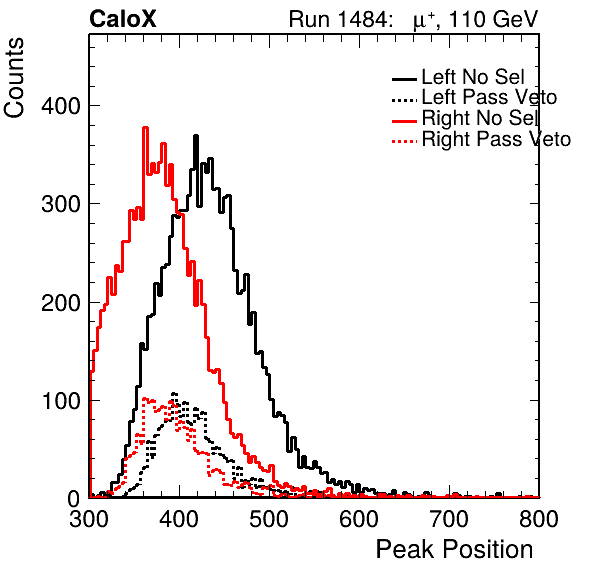 CaloX Run 1484: μ⁺, 110 GeV
Counts
Left No Sel
Left Pass Veto
Right No Sel
Right Pass Veto
400
300
200
100
0
300 400 500 600 700 800
Peak Position